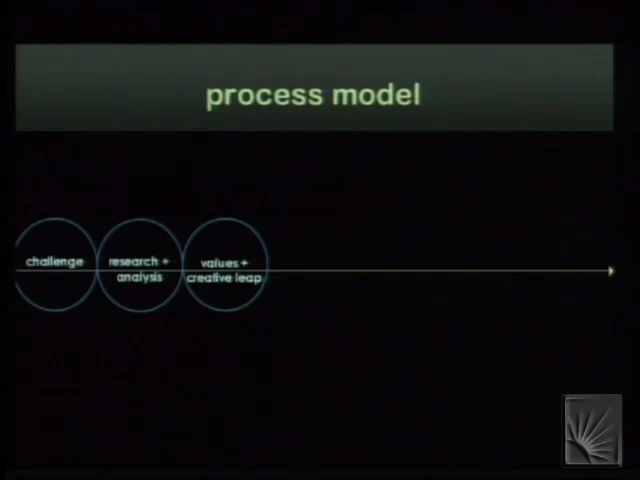 process model
challenge
research +
analysis
values +
creative leap